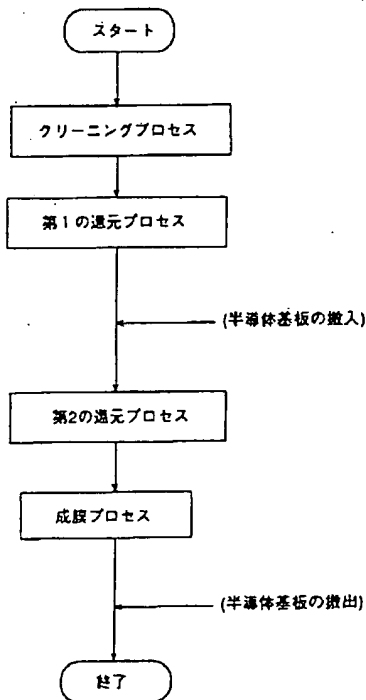 スタート
クリーニングプロセス
第1の還元プロセス
(半導体基板の搬入)
第2の還元プロセス
成膜プロセス
(半導体基板の搬出)
終了